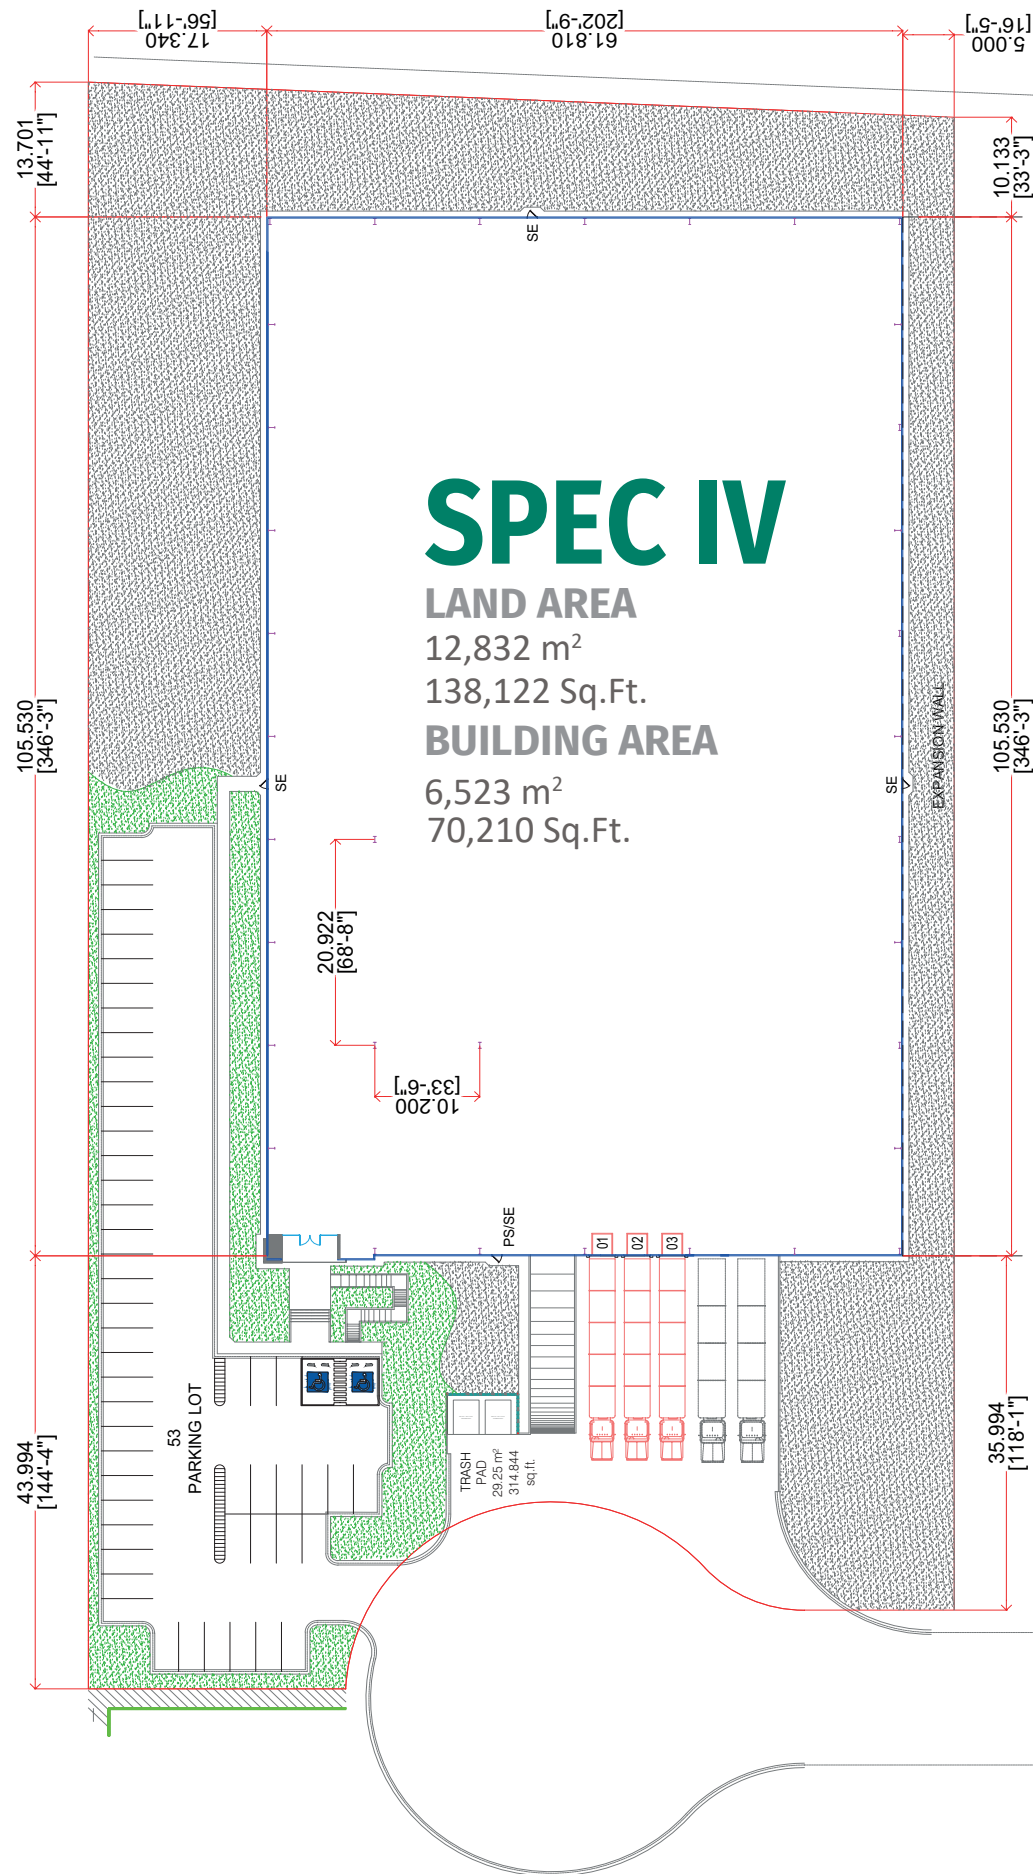 17.340
[56'-11"]
61.810
[202'-9"]
5.000
[16'-5"]
13.701
[44'-11"]
10.133
[33'-3"]
SE
SPEC IV
LAND AREA
12,832 m²
138,122 Sq.Ft.
BUILDING AREA
6,523 m²
70,210 Sq.Ft.
105.530
[346'-3"]
SE
SE
EXPANSION WALL
105.530
[346'-3"]
20.922
[68'-8"]
10.200
[33'-6"]
PS/SE
01
02
03
43.994
[144'-4"]
53
PARKING LOT
TRASH
PAD
29.25 m²
314.844
sq.ft.
35.994
[118'-1"]